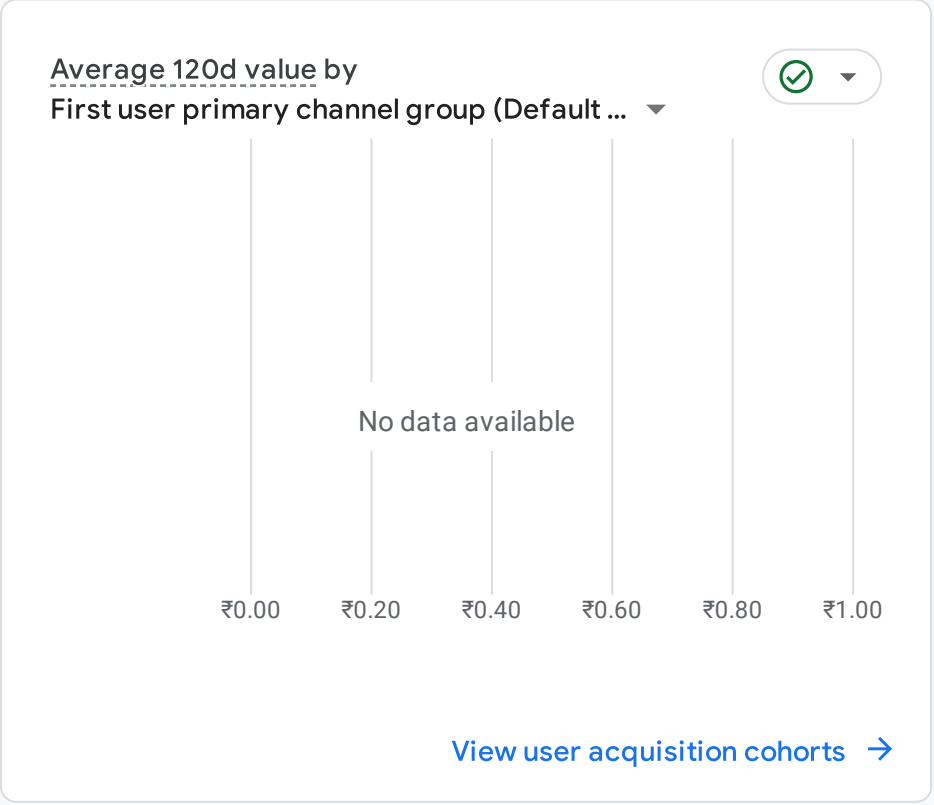 Average 120d value by
First user primary channel group (Default ...
No data available
₹0.00 ₹0.20 ₹0.40 ₹0.60 ₹0.80 ₹1.00
View user acquisition cohorts